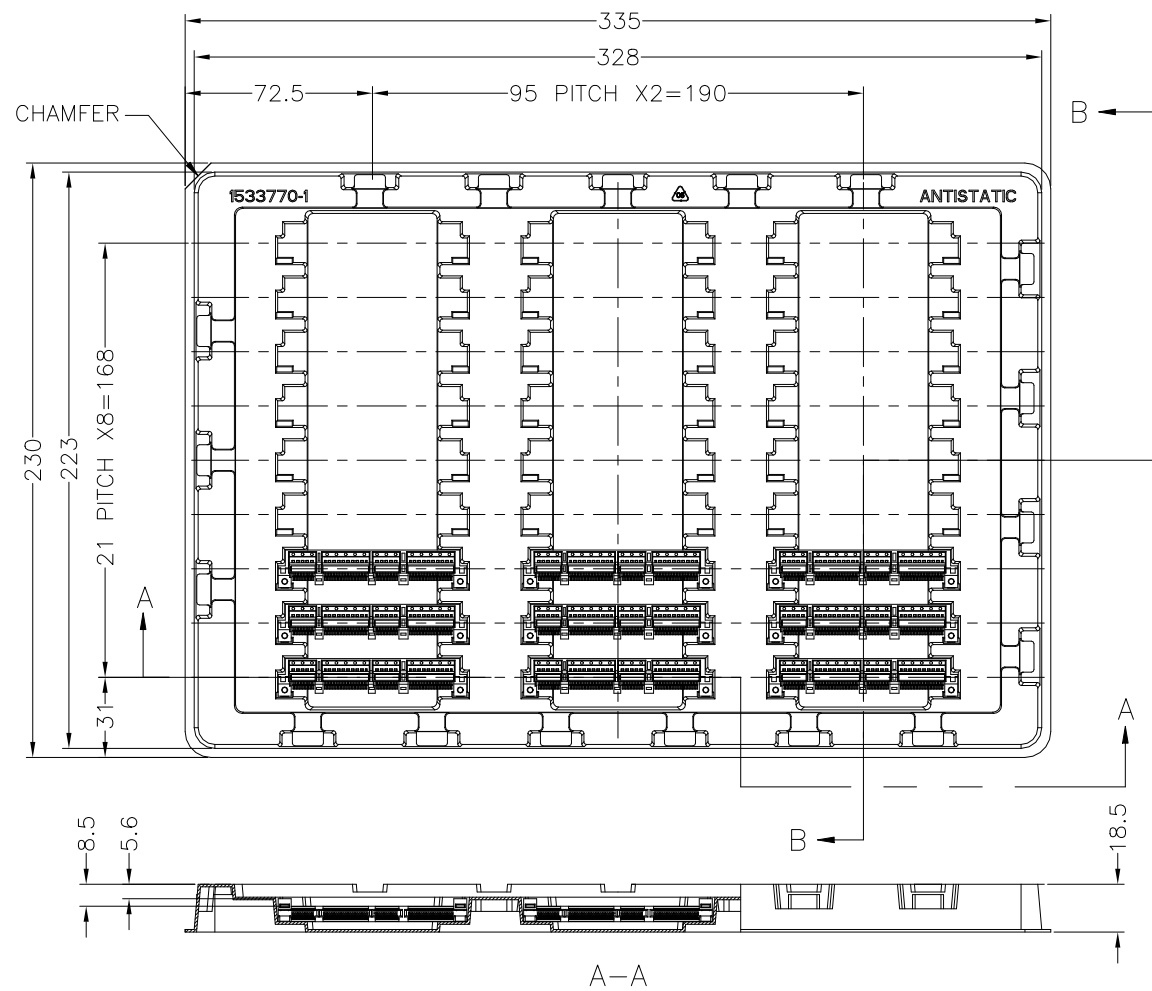 335
328
72.5
95 PITCH X2=190
B
CHAMFER
1533770-1
ANTISTATIC
230
223
21 PITCH X8=168
A
31
A
B
8.5
5.6
18.5
A-A